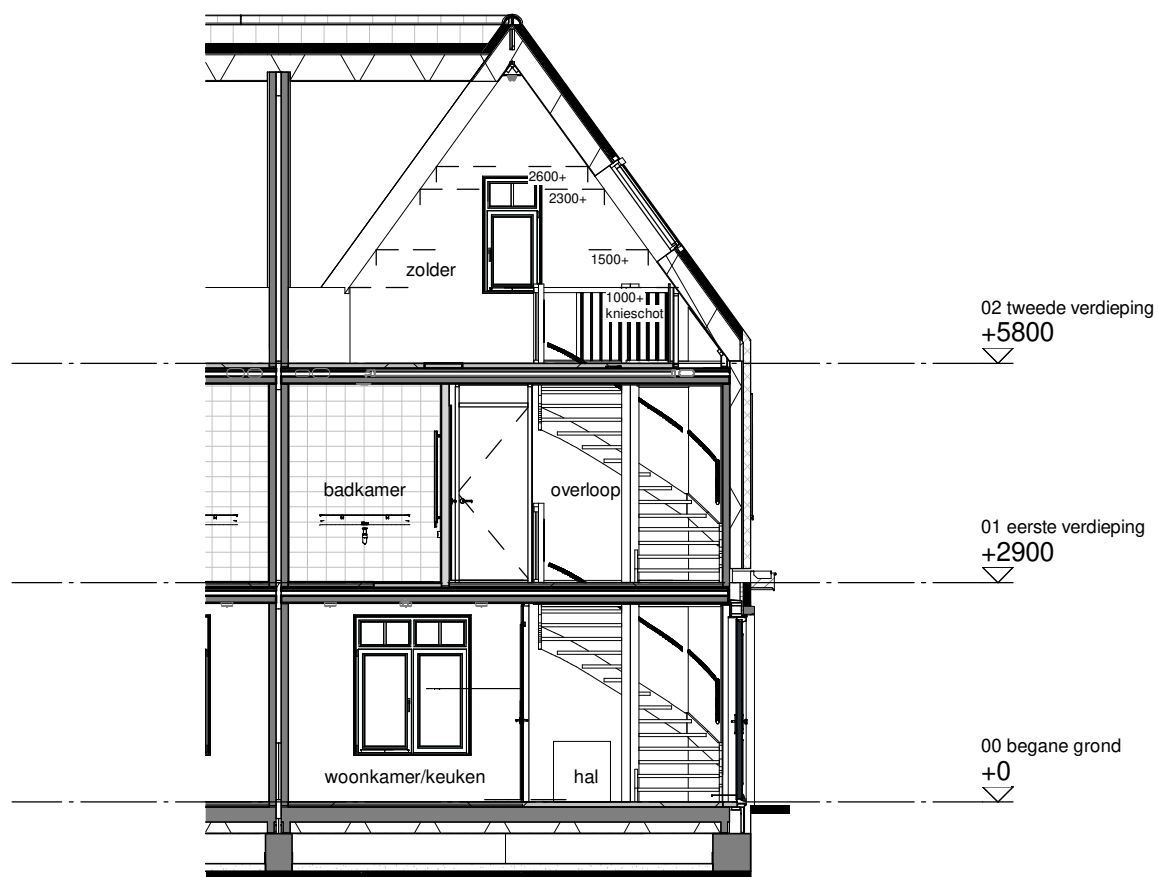 2600+
2300+
1500+
zolder
1000+
knieschot
02 tweede verdieping
+5800
badkamer
overloop
01 eerste verdieping
+2900
woonkamer/keuken
hal
00 begane grond
+0